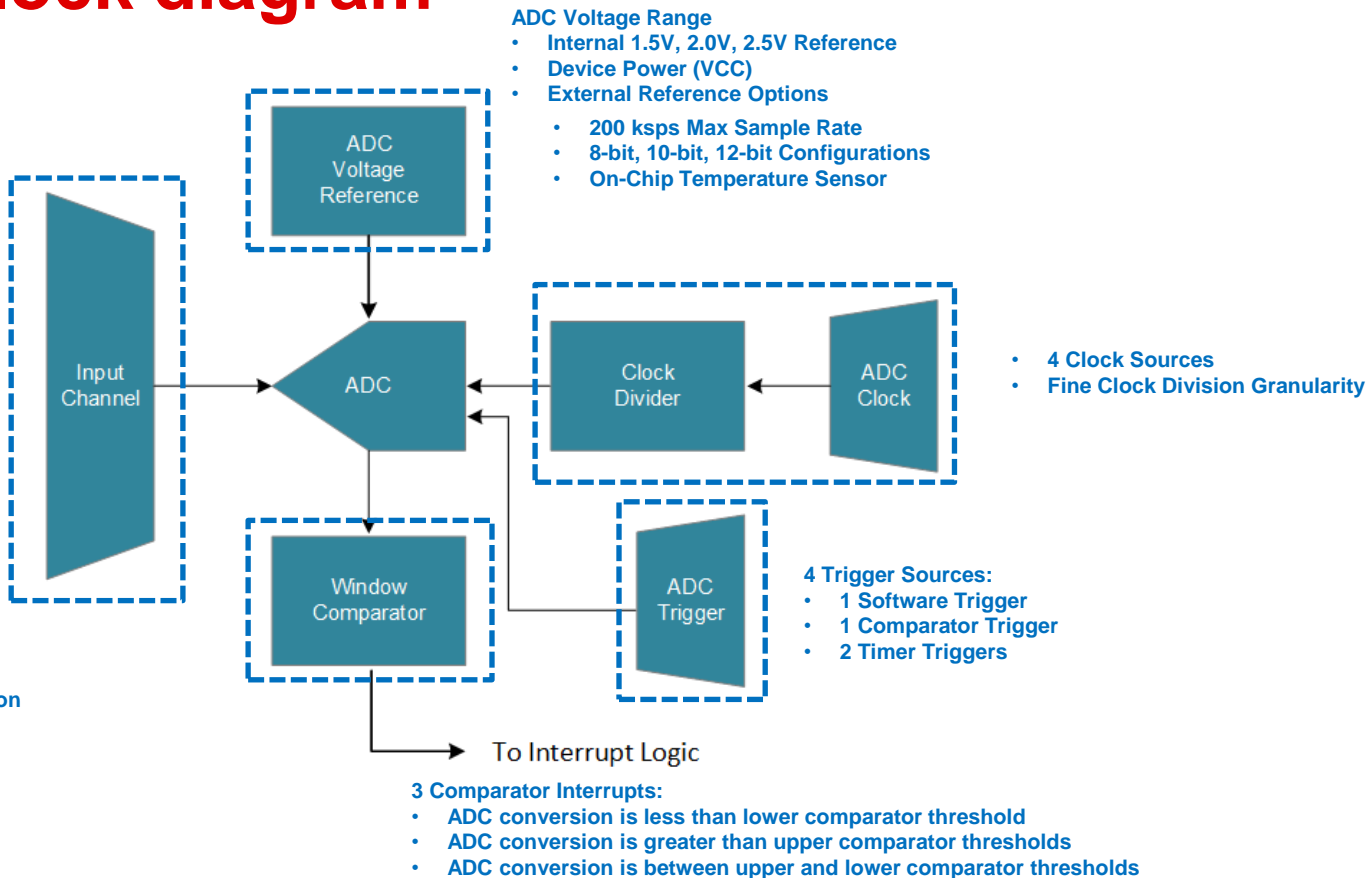 ADC Voltage Range
• Internal 1.5V, 2.0V, 2.5V Reference
• Device Power (VCC)
• External Reference Options
• 200 ksps Max Sample Rate
• 8-bit, 10-bit, 12-bit Configurations
• On-Chip Temperature Sensor
ADC
Voltage
Reference
Input
Channel
ADC
Clock
Divider
ADC
Clock
• 4 Clock Sources
• Fine Clock Division Granularity
Window
Comparator
ADC
Trigger
4 Trigger Sources:
• 1 Software Trigger
• 1 Comparator Trigger
• 2 Timer Triggers
To Interrupt Logic
3 Comparator Interrupts:
• ADC conversion is less than lower comparator threshold
• ADC conversion is greater than upper comparator thresholds
• ADC conversion is between upper and lower comparator thresholds